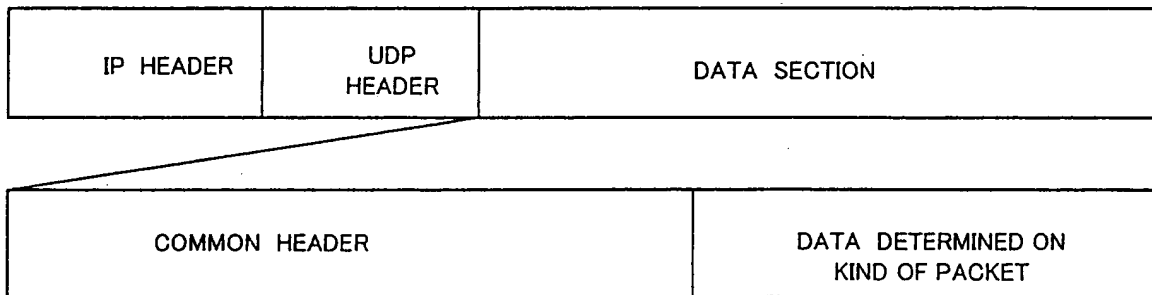 IP HEADER
UDP
HEADER
DATA SECTION
COMMON HEADER
DATA DETERMINED ON
KIND OF PACKET